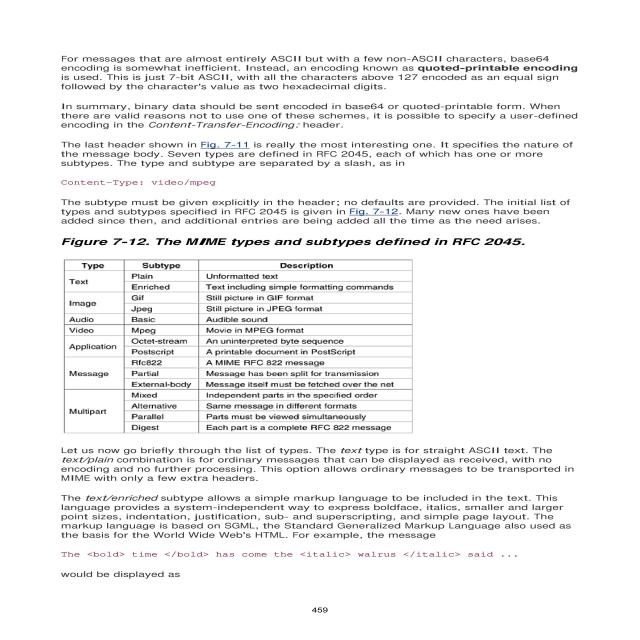 For messages that are almost entirely ASCII but with a few non-ASCII characters, base64
encoding is somewhat inefficient. Instead, an encoding known as quoted-printable encoding
is used. This is just 7-bit ASCII, with all the characters above 127 encoded as an equal sign
followed by the character's value as two hexadecimal digits.
In summary, binary data should be sent encoded in base64 or quoted-printable form. When
there are valid reasons not to use one of these schemes, it is possible to specify a user-defined
encoding in the Content-Transfer-Encoding: header.
The last header shown in Fig. 7-11 is really the most interesting one. It specifies the nature of
the message body. Seven types are defined in RFC 2045, each of which has one or more
subtypes. The type and subtype are separated by a slash, as in
Content-Type: video/mpeg
The subtype must be given explicitly in the header; no defaults are provided. The initial list of
types and subtypes specified in RFC 2045 is given in Fig. 7-12. Many new ones have been
added since then, and additional entries are being added all the time as the need arises.
Figure 7-12. The MIME types and subtypes defined in RFC 2045.
Type Subtype Description
Text Plain Unformatted text
Enriched Text including simple formatting commands
Image Gif Still picture in GIF format
Jpeg Still picture in JPEG format
Audio Basic Audible sound
Video Mpeg Movie in MPEG format
Application Octet-stream An uninterpreted byte sequence
Postscript A printable document in PostScript
Message Rfc822 A MIME RFC 822 message
Partial Message has been split for transmission
External-body Message itself must be fetched over the net
Multipart Mixed Independent parts in the specified order
Alternative Same message in different formats
Parallel Parts must be viewed simultaneously
Digest Each part is a complete RFC 822 message
Let us now go briefly through the list of types. The text type is for straight ASCII text. The
text/plain combination is for ordinary messages that can be displayed as received, with no
encoding and no further processing. This option allows ordinary messages to be transported in
MIME with only a few extra headers.
The text/enriched subtype allows a simple markup language to be included in the text. This
language provides a system-independent way to express boldface, italics, smaller and larger
point sizes, indentation, justification, sub- and superscripting, and simple page layout. The
markup language is based on SGML, the Standard Generalized Markup Language also used as
the basis for the World Wide Web's HTML. For example, the message
The <bold> time </bold> has come the <italic> walrus </italic> said ...
would be displayed as
459